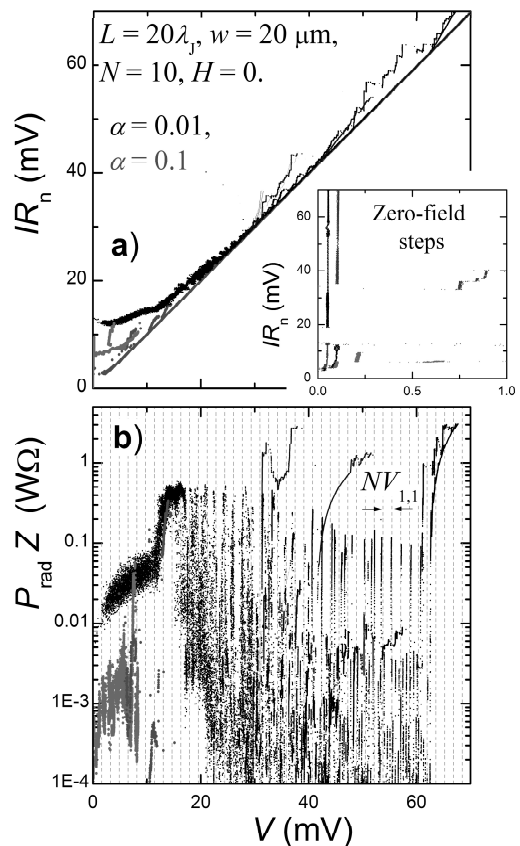 L = 20λJ, w = 20 μm,
N = 10, H = 0.
α = 0.01,
α = 0.1
a)
IRn (mV)
60
40
20
0
Zero-field
steps
IRn (mV)
60
40
20
0
0.0 0.5 1.0
b)
NV1,1
Prad Z (WΩ)
1
0.1
0.01
1E-3
1E-4
0 20 40 60
V (mV)